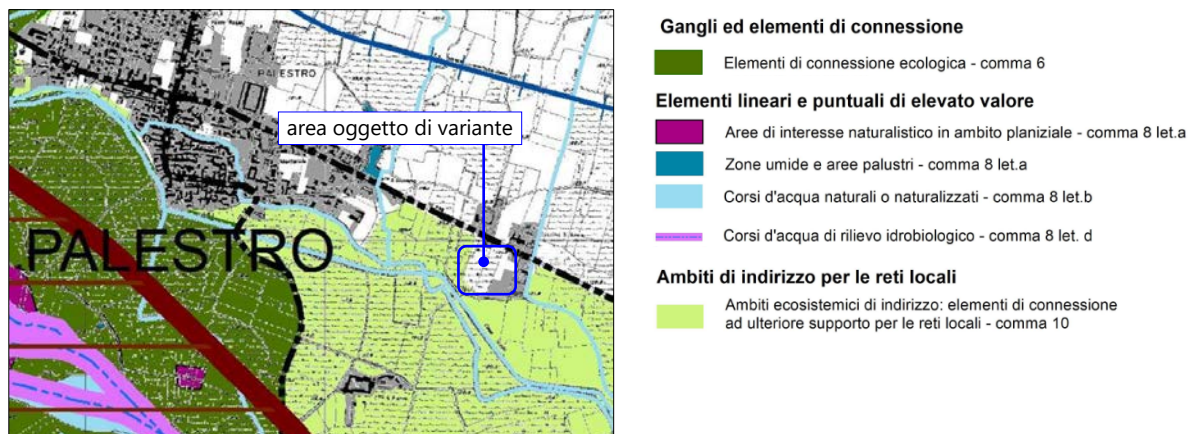 PALESTRO
area oggetto di variante
PALESTRO
Gangli ed elementi di connessione
Elementi di connessione ecologica - comma 6
Elementi lineari e puntuali di elevato valore
Aree di interesse naturalistico in ambito planiziale - comma 8 let.a
Zone umide e aree palustri - comma 8 let.a
Corsi d'acqua naturali o naturalizzati - comma 8 let.b
Corsi d'acqua di rilievo idrobiologico - comma 8 let. d
Ambiti di indirizzo per le reti locali
Ambiti ecosistemici di indirizzo: elementi di connessione
ad ulteriore supporto per le reti locali - comma 10